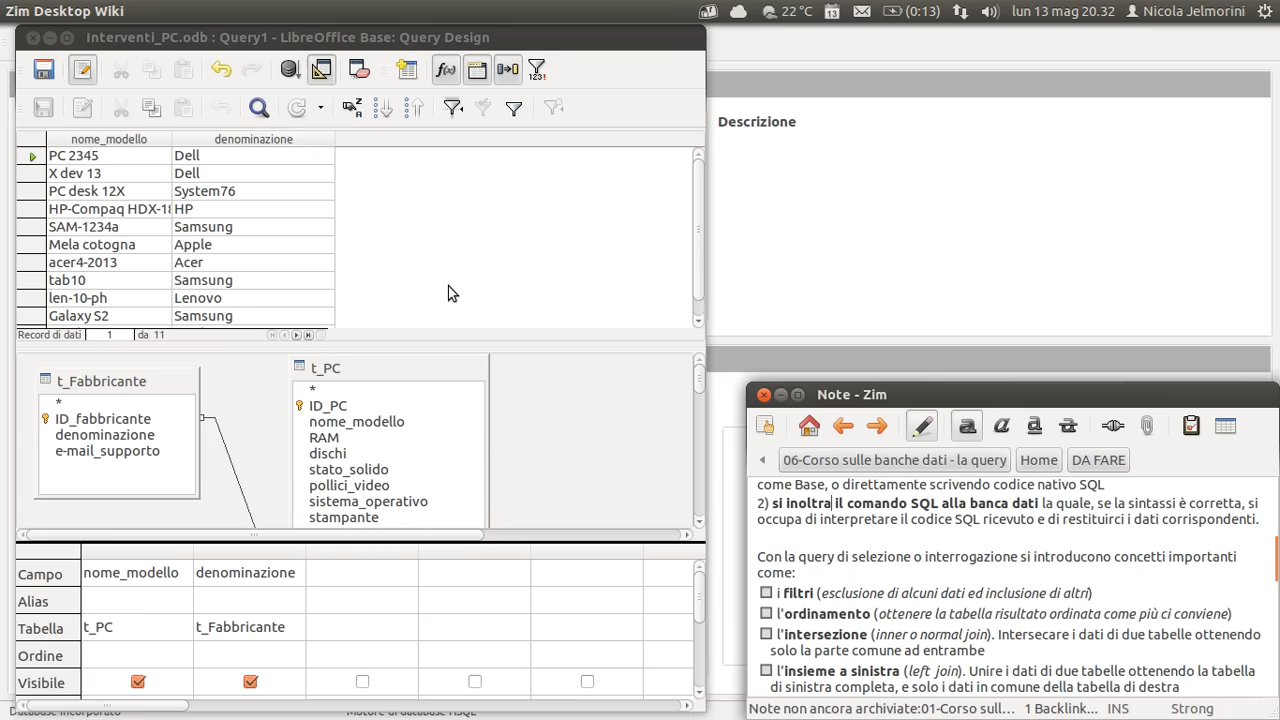 Zim Desktop Wiki
22 °C
13
(0:13)
lun 13 mag 20.32
Nicola Jelmorini
Interventi_PC.odb : Query1 - LibreOffice Base: Query Design
nome_modello denominazione
PC 2345 Dell
X dev 13 Dell
PC desk 12X System76
HP-Compaq HDX-18 HP
SAM-1234a Samsung
Mela cotogna Apple
acer4-2013 Acer
tab10 Samsung
len-10-ph Lenovo
Galaxy S2 Samsung
Record di dati 1 da 11
t_Fabbricante
*
ID_fabbricante
denominazione
e-mail_supporto
t_PC
*
ID_PC
nome_modello
RAM
dischi
stato_solido
pollici_video
sistema_operativo
stampante
Campo nome_modello denominazione
Alias
Tabella t_PC t_Fabbricante
Ordine
Visibile
Descrizione
Note - Zim
06-Corso sulle banche dati - la query Home DA FARE
come Base, o direttamente scrivendo codice nativo SQL
2) si inoltra il comando SQL alla banca dati la quale, se la sintassi è corretta, si
occupa di interpretare il codice SQL ricevuto e di restituirci i dati corrispondenti.
Con la query di selezione o interrogazione si introducono concetti importanti
come:
i filtri (esclusione di alcuni dati ed inclusione di altri)
l'ordinamento (ottenere la tabella risultato ordinata come più ci conviene)
l'intersezione (inner o normal join). Intersecare i dati di due tabelle ottenendo
solo la parte comune ad entrambe
l'insieme a sinistra (left join). Unire i dati di due tabelle ottenendo la tabella
di sinistra completa, e solo i dati in comune della tabella di destra
Note non ancora archiviate:01-Corso sull... 1 Backlink... INS Strong